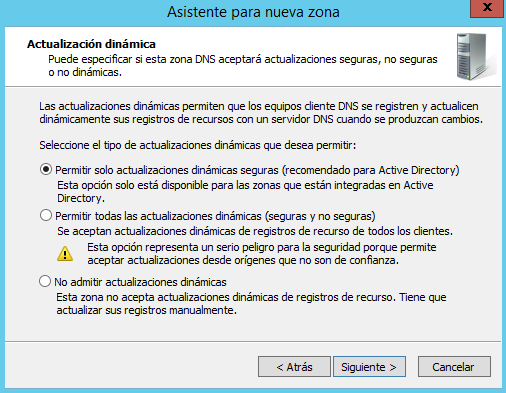 Asistente para nueva zona
x
Actualización dinámica
Puede especificar si esta zona DNS aceptará actualizaciones seguras, no seguras
o no dinámicas.
Las actualizaciones dinámicas permiten que los equipos cliente DNS se registren y actualicen
dinámicamente sus registros de recursos con un servidor DNS cuando se produzcan cambios.
Seleccione el tipo de actualizaciones dinámicas que desea permitir:
Permitir solo actualizaciones dinámicas seguras (recomendado para Active Directory)
Esta opción solo está disponible para las zonas que están integradas en Active
Directory.
Permitir todas las actualizaciones dinámicas (seguras y no seguras)
Se aceptan actualizaciones dinámicas de registros de recurso de todos los clientes.
Esta opción representa un serio peligro para la seguridad porque permite
aceptar actualizaciones desde orígenes que no son de confianza.
No admitir actualizaciones dinámicas
Esta zona no acepta actualizaciones dinámicas de registros de recurso. Tiene que
actualizar sus registros manualmente.
< Atrás
Siguiente >
Cancelar